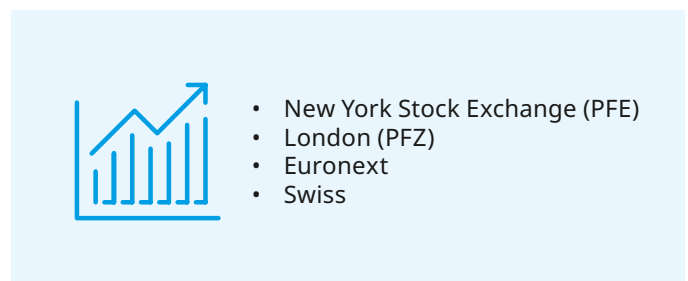 • New York Stock Exchange (PFE)
• London (PFZ)
• Euronext
• Swiss